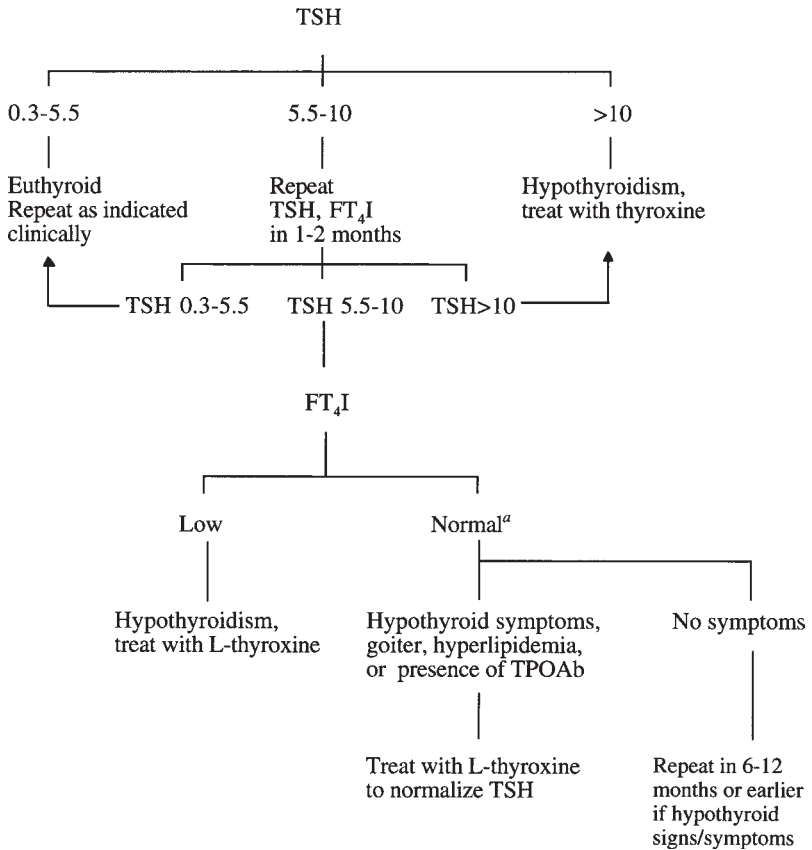 TSH
0.3-5.5
5.5-10
>10
Euthyroid
Repeat as indicated
clinically
Repeat
TSH, FT₄I
in 1-2 months
Hypothyroidism,
treat with thyroxine
TSH 0.3-5.5
TSH 5.5-10
TSH>10
FT₄I
Low
Normalᵃ
Hypothyroidism,
treat with L-thyroxine
Hypothyroid symptoms,
goiter, hyperlipidemia,
or presence of TPOAb
No symptoms
Treat with L-thyroxine
to normalize TSH
Repeat in 6-12
months or earlier
if hypothyroid
signs/symptoms